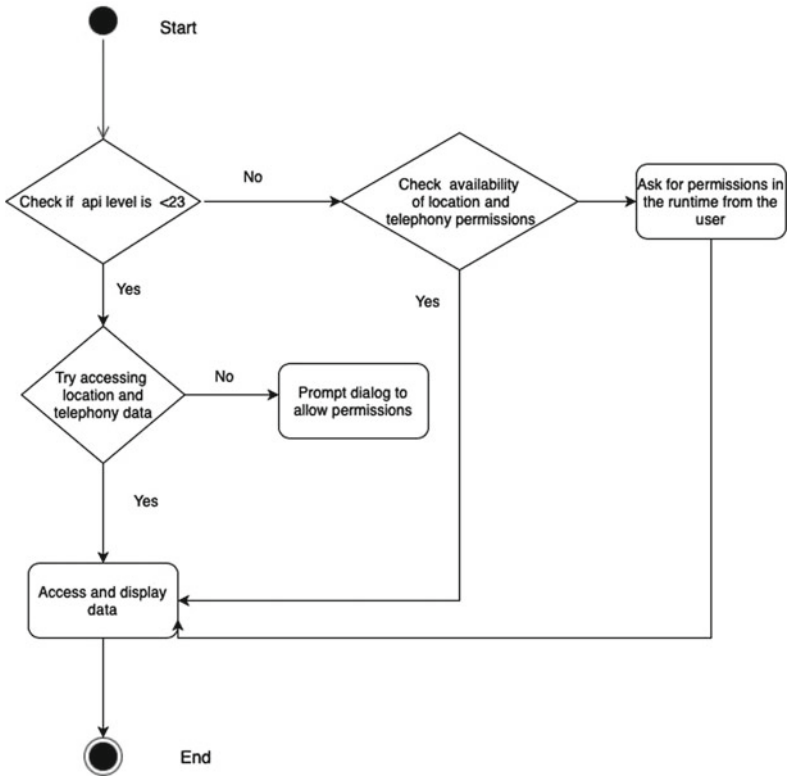 Start
No
Check if api level is <23
Check availability
of location and
telephony permissions
Ask for permissions in
the runtime from the
user
Yes
Yes
Try accessing
location and
telephony data
No
Prompt dialog to
allow permissions
Yes
Access and display
data
End